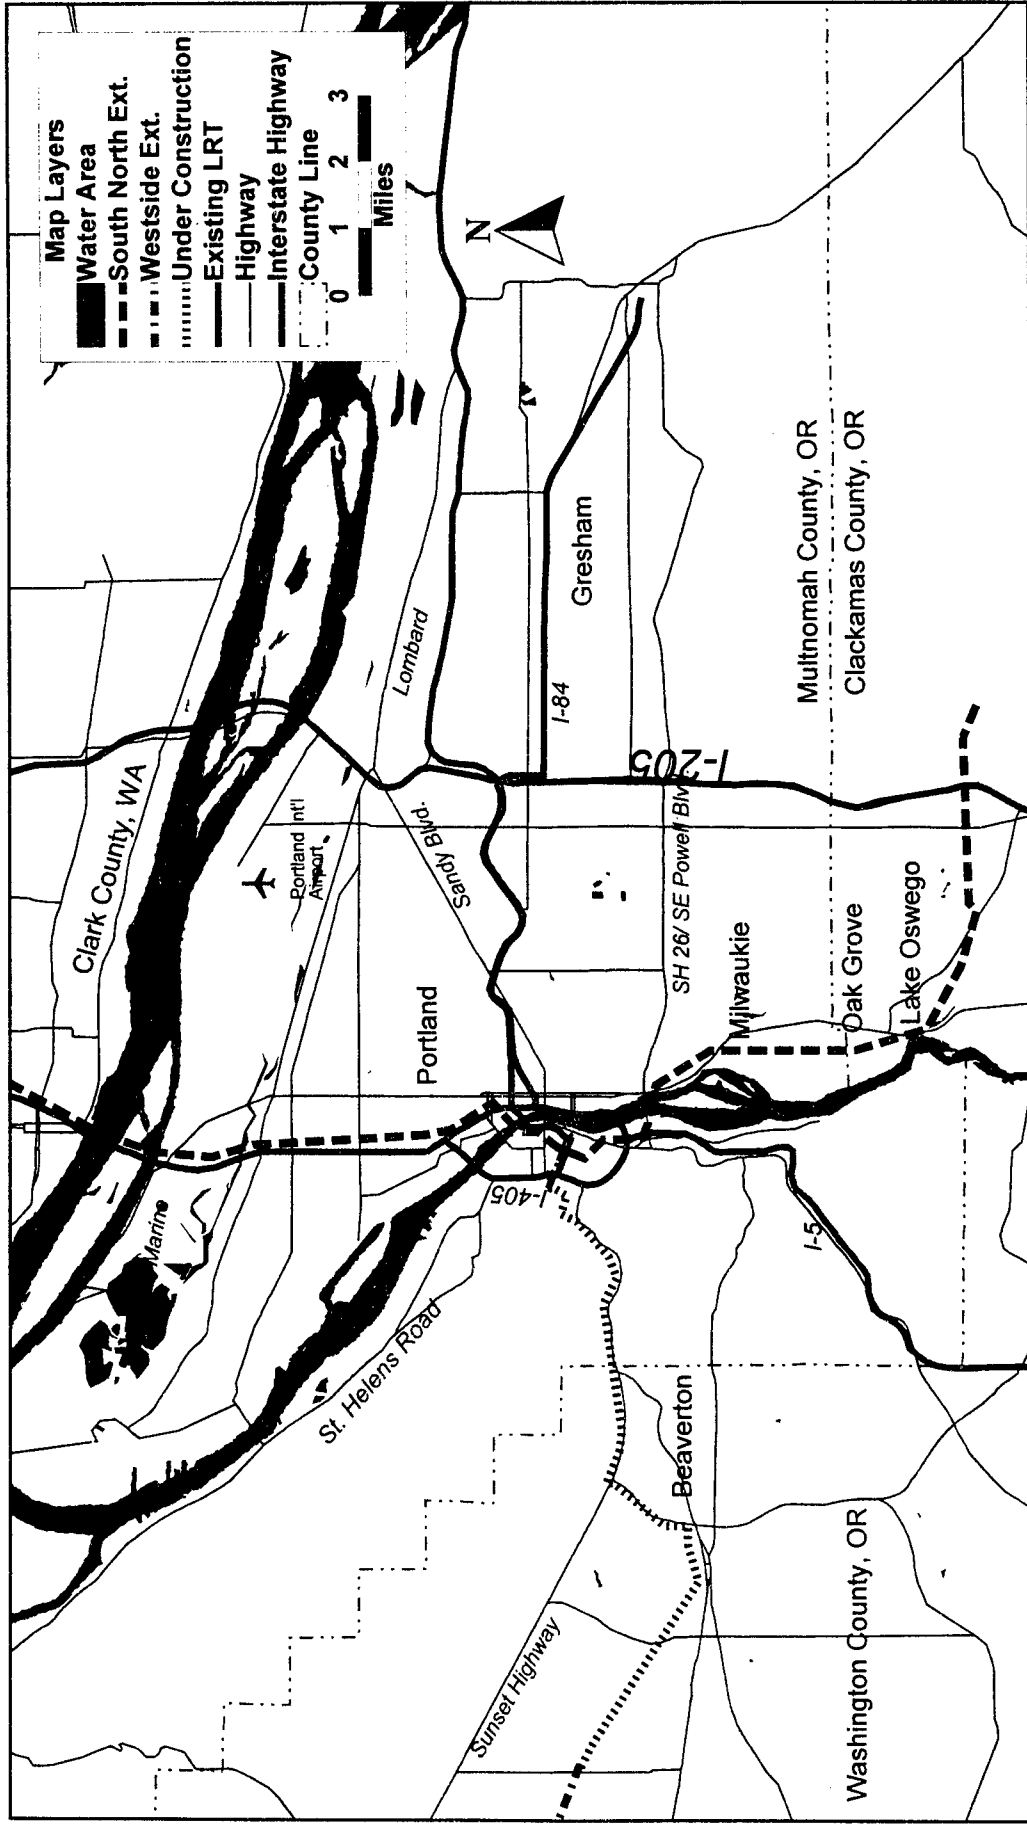 Map Layers
Water Area
South North Ext.
Westside Ext.
Under Construction
Existing LRT
Highway
Interstate Highway
County Line
0 1 2 3
Miles
N
Clark County, WA
Portland Int'l
Airport
Lombard
Marine
Sandy Blvd.
Portland
St. Helens Road
I-405
I-84
Gresham
I-205
SH 26/ SE Powell Blv
Sunset Highway
Beaverton
Milwaukie
I-5
Multnomah County, OR
Clackamas County, OR
Oak Grove
Lake Oswego
Washington County, OR